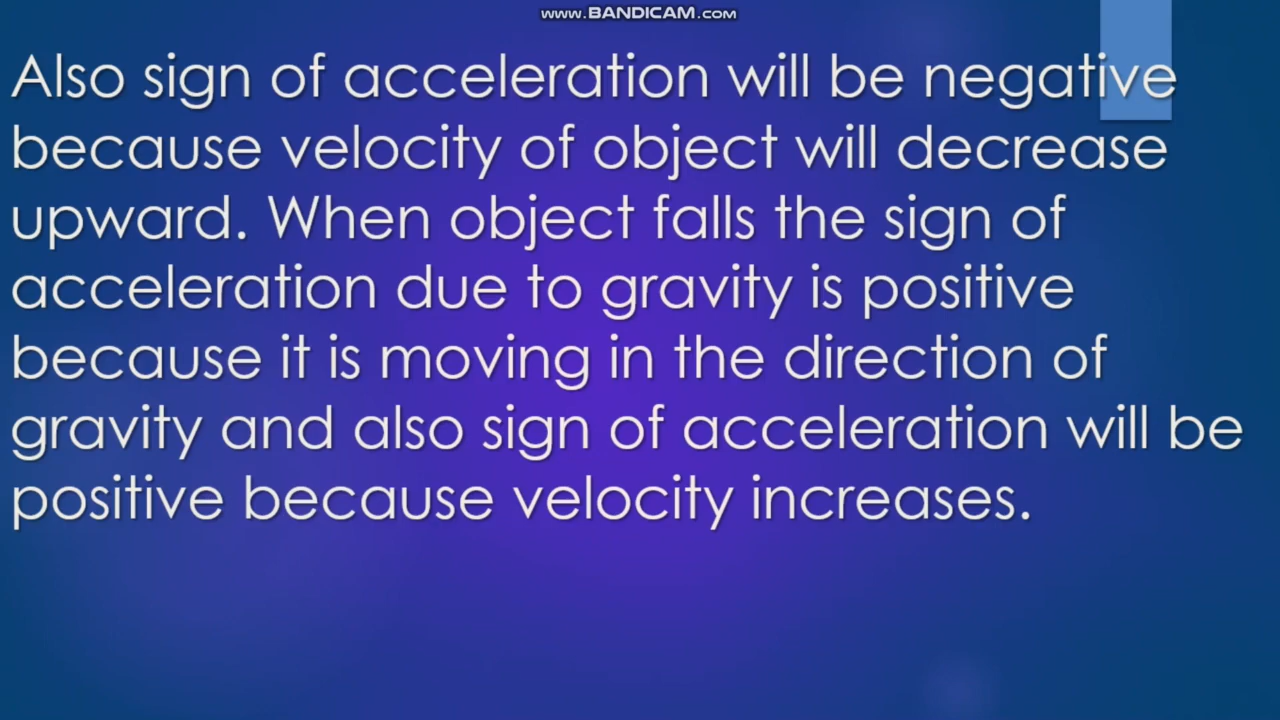 www.BANDICAM.com
Also sign of acceleration will be negative
because velocity of object will decrease
upward. When object falls the sign of
acceleration due to gravity is positive
because it is moving in the direction of
gravity and also sign of acceleration will be
positive because velocity increases.